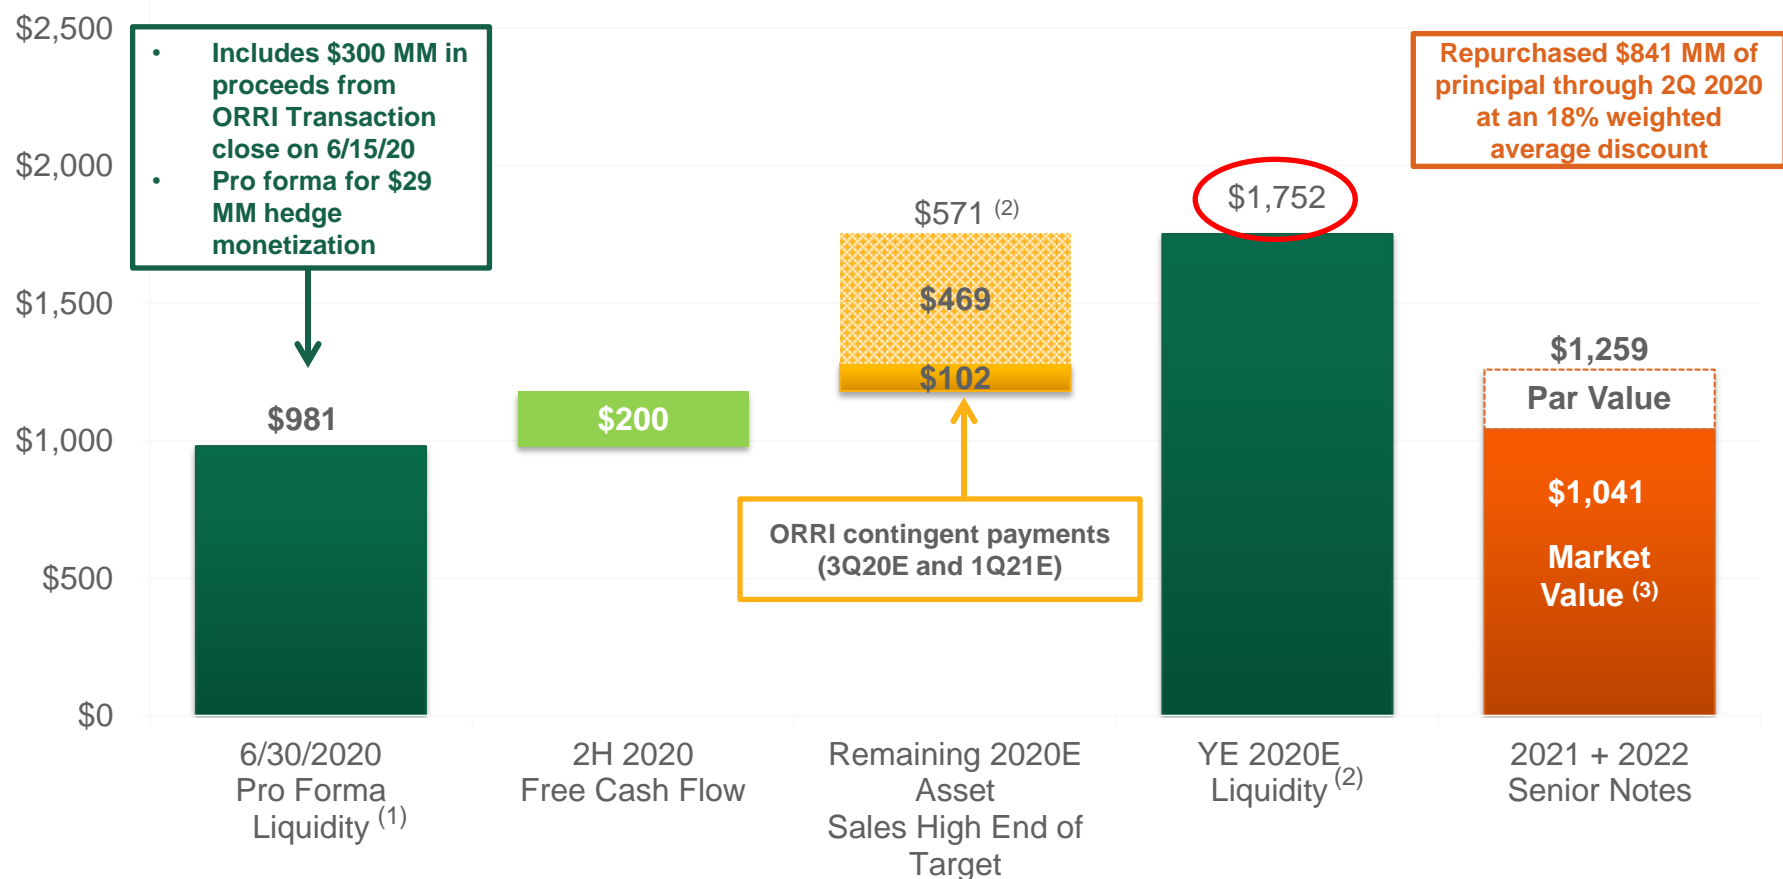 $2,500
$2,000
$1,500
$1,000
$500
$0
• Includes $300 MM in
proceeds from
ORRI Transaction
close on 6/15/20
• Pro forma for $29
MM hedge
monetization
Repurchased $841 MM of
principal through 2Q 2020
at an 18% weighted
average discount
$981
$200
$571 (2)
$469
$102
ORRI contingent payments
(3Q20E and 1Q21E)
$1,752
$1,259
Par Value
$1,041
Market
Value (3)
6/30/2020
Pro Forma
Liquidity (1)
2H 2020
Free Cash Flow
Remaining 2020E
Asset
Sales High End of
Target
YE 2020E
Liquidity (2)
2021 + 2022
Senior Notes